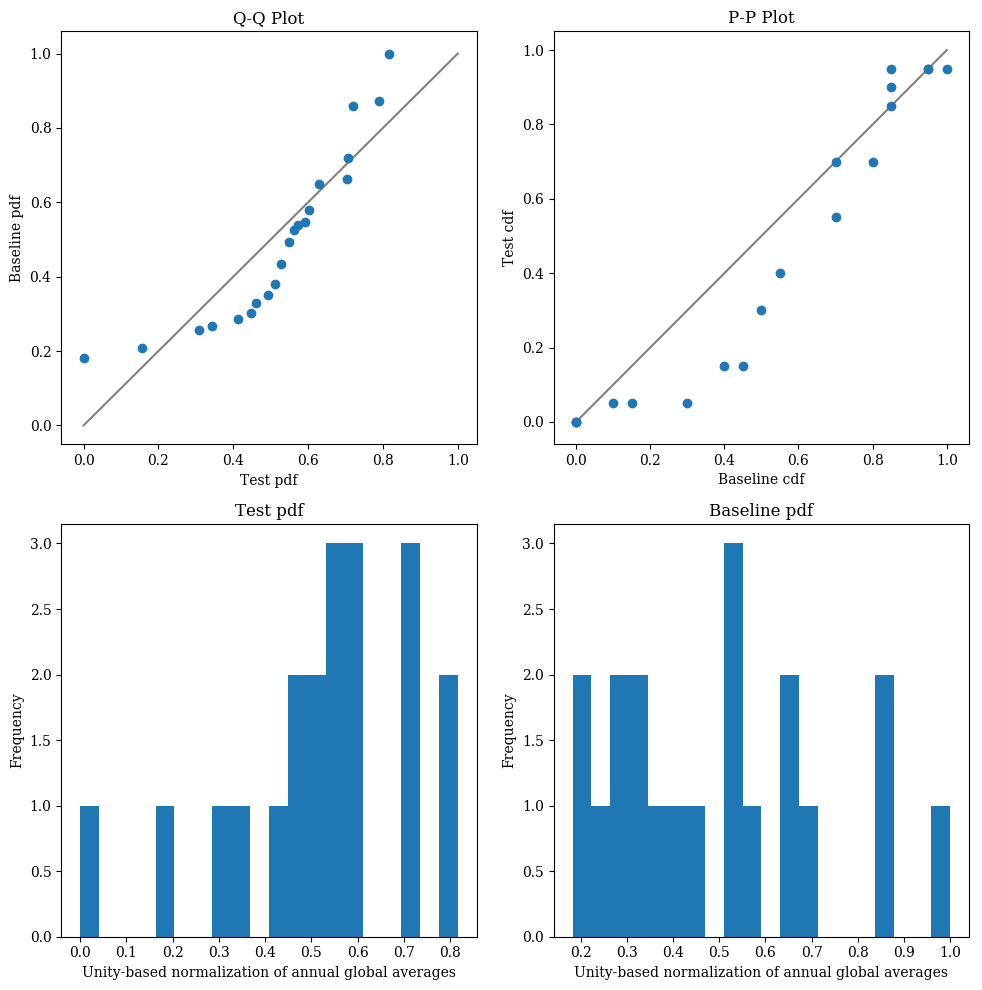 Q-Q Plot
1.0
0.8
0.6
0.4
0.2
0.0
Baseline pdf
0.0 0.2 0.4 0.6 0.8 1.0
Test pdf
P-P Plot
1.0
0.8
0.6
0.4
0.2
0.0
Test cdf
0.0 0.2 0.4 0.6 0.8 1.0
Baseline cdf
Test pdf
3.0
2.5
2.0
1.5
1.0
0.5
0.0
Frequency
0.0 0.1 0.2 0.3 0.4 0.5 0.6 0.7 0.8
Unity-based normalization of annual global averages
Baseline pdf
3.0
2.5
2.0
1.5
1.0
0.5
0.0
Frequency
0.2 0.3 0.4 0.5 0.6 0.7 0.8 0.9 1.0
Unity-based normalization of annual global averages